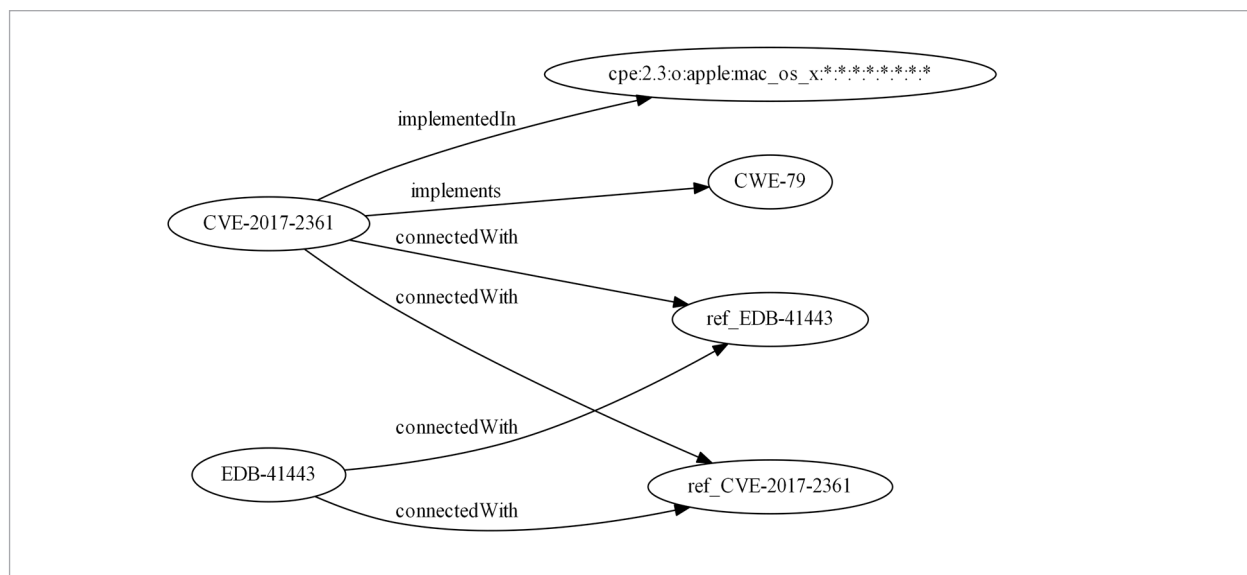 cpe:2.3:o:apple:mac_os_x:*:*:*:*:*:*:*:*
implementedIn
CWE-79
implements
CVE-2017-2361
connectedWith
connectedWith
ref_EDB-41443
connectedWith
EDB-41443
ref_CVE-2017-2361
connectedWith